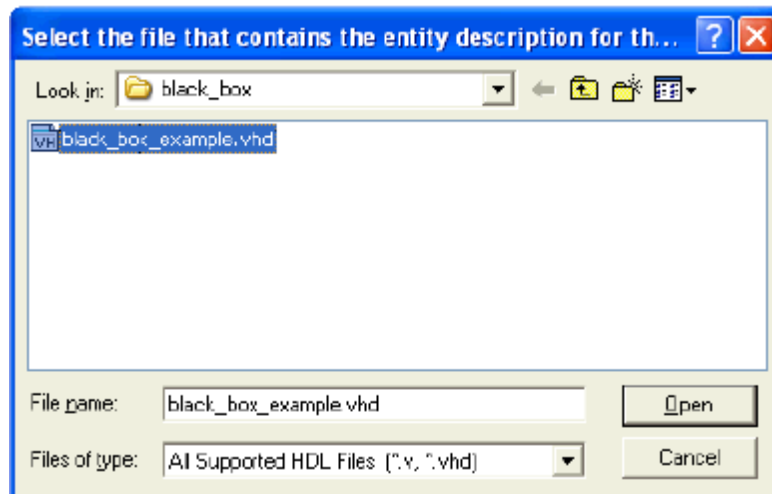 Select the file that contains the entity description for th... ?
Look in: black_box
VH black_box_example.vhd
File name: black_box_example.vhd Open
Files of type: All Supported HDL Files (*.v, *.vhd) Cancel